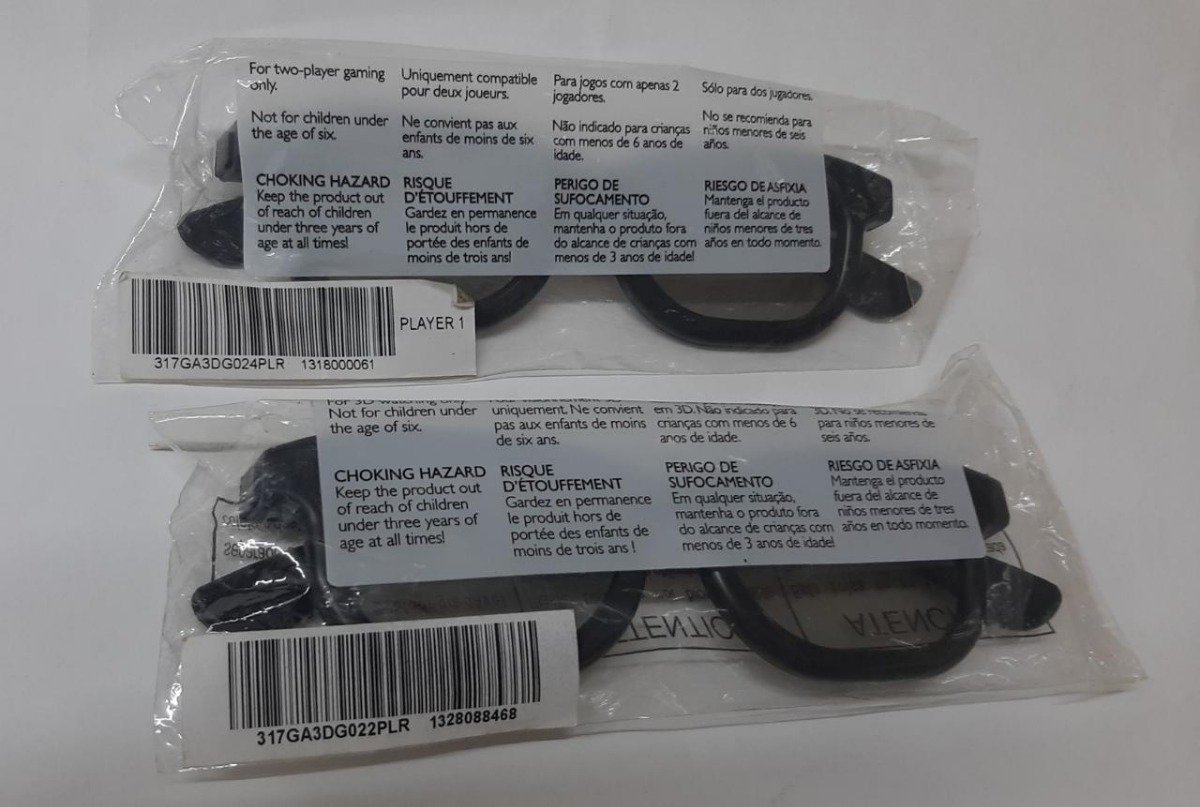 For two-player gaming
only.
Not for children under
the age of six.
CHOKING HAZARD
Keep the product out
of reach of children
under three years of
age at all times!
Uniquement compatible
pour deux joueurs.
Ne convient pas aux
enfants de moins de six
ans.
RISQUE
D'ÉTOUFFEMENT
Gardez en permanence
le produit hors de
portée des enfants de
moins de trois ans!
Para jogos com apenas 2
jogadores.
Não indicado para crianças
com menos de 6 anos de
idade.
PERIGO DE
SUFOCAMENTO
Em qualquer situação,
mantenha o produto fora
do alcance de crianças com
menos de 3 anos de idade!
Sólo para dos jugadores.
No se recomienda para
niños menores de seis
años.
RIESGO DE ASFIXIA
Mantenga el producto
fuera del alcance de
niños menores de tres
años en todo momento.
PLAYER 1
317GA3DG024PLR 1318000061
For 3D watching only
Not for children under
the age of six.
CHOKING HAZARD
Keep the product out
of reach of children
under three years of
age at all times!
uniquement. Ne convient
pas aux enfants de moins
de six ans.
RISQUE
D'ÉTOUFFEMENT
Gardez en permanence
le produit hors de
portée des enfants de
moins de trois ans !
em 3D. Não indicado para
crianças com menos de 6
anos de idade.
PERIGO DE
SUFOCAMENTO
Em qualquer situação,
mantenha o produto fora
do alcance de crianças com
menos de 3 anos de idade!
3D. No se recomienda
para niños menores de
seis años.
RIESGO DE ASFIXIA
Mantenga el producto
fuera del alcance de
niños menores de tres
años en todo momento.
317GA3DG022PLR 1328088468